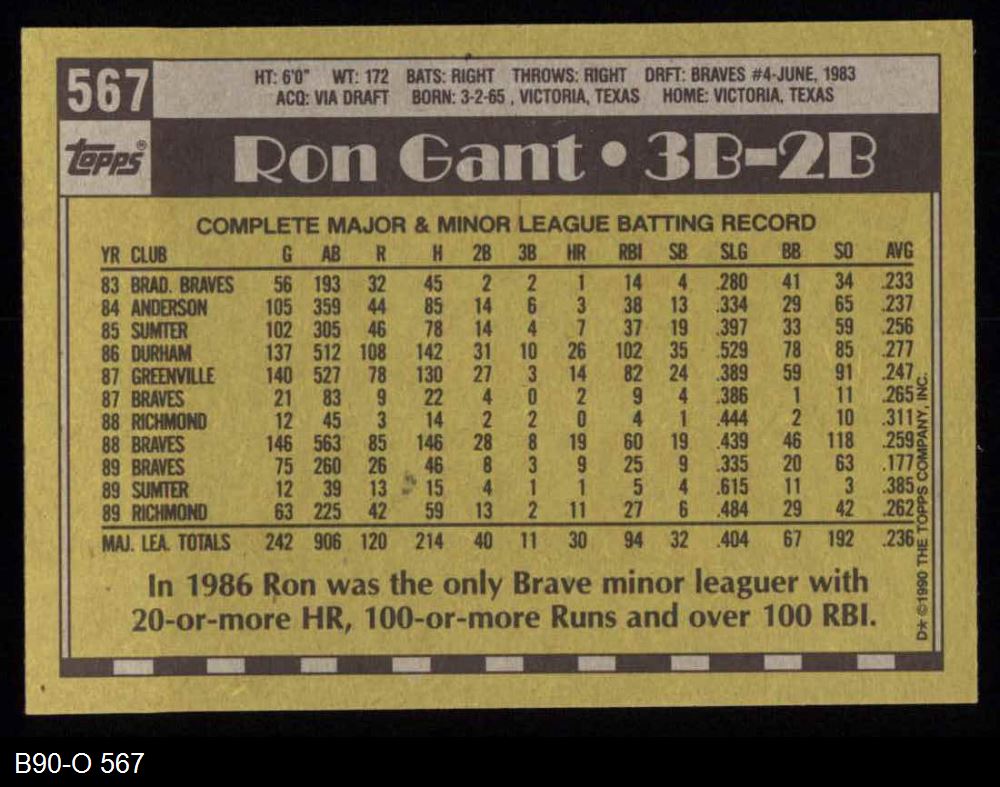 567
HT: 6'0" WT: 172 BATS: RIGHT THROWS: RIGHT DRFT: BRAVES #4-JUNE, 1983
ACQ: VIA DRAFT BORN: 3-2-65, VICTORIA, TEXAS HOME: VICTORIA, TEXAS
topps®
Ron Gant • 3B-2B
COMPLETE MAJOR & MINOR LEAGUE BATTING RECORD
YR CLUB G AB R H 2B 3B HR RBI SB SLG BB SO AVG
83 BRAD. BRAVES 56 193 32 45 2 2 1 14 4 .280 41 34 .233
84 ANDERSON 105 359 44 85 14 6 3 38 13 .334 29 65 .237
85 SUMTER 102 305 46 78 14 4 7 37 19 .397 33 59 .256
86 DURHAM 137 512 108 142 31 10 26 102 35 .529 78 85 .277
87 GREENVILLE 140 527 78 130 27 3 14 82 24 .389 59 91 .247
87 BRAVES 21 83 9 22 4 0 2 9 4 .386 1 11 .265
88 RICHMOND 12 45 3 14 2 2 0 4 1 .444 2 10 .311
88 BRAVES 146 563 85 146 28 8 19 60 19 .439 46 118 .259
89 BRAVES 75 260 26 46 8 3 9 25 9 .335 20 63 .177
89 SUMTER 12 39 13 15 4 1 1 5 4 .615 11 3 .385
89 RICHMOND 63 225 42 59 13 2 11 27 6 .484 29 42 .262
MAJ. LEA. TOTALS 242 906 120 214 40 11 30 94 32 .404 67 192 .236
In 1986 Ron was the only Brave minor leaguer with
20-or-more HR, 100-or-more Runs and over 100 RBI.
D* ©1990 THE TOPPS COMPANY, INC.
B90-O 567